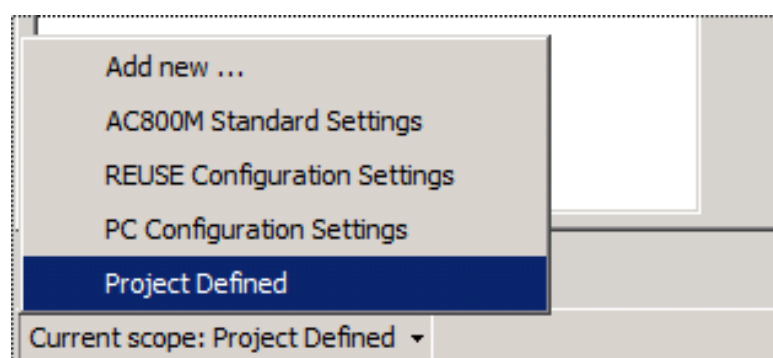 Add new ...
AC800M Standard Settings
REUSE Configuration Settings
PC Configuration Settings
Project Defined
Current scope: Project Defined